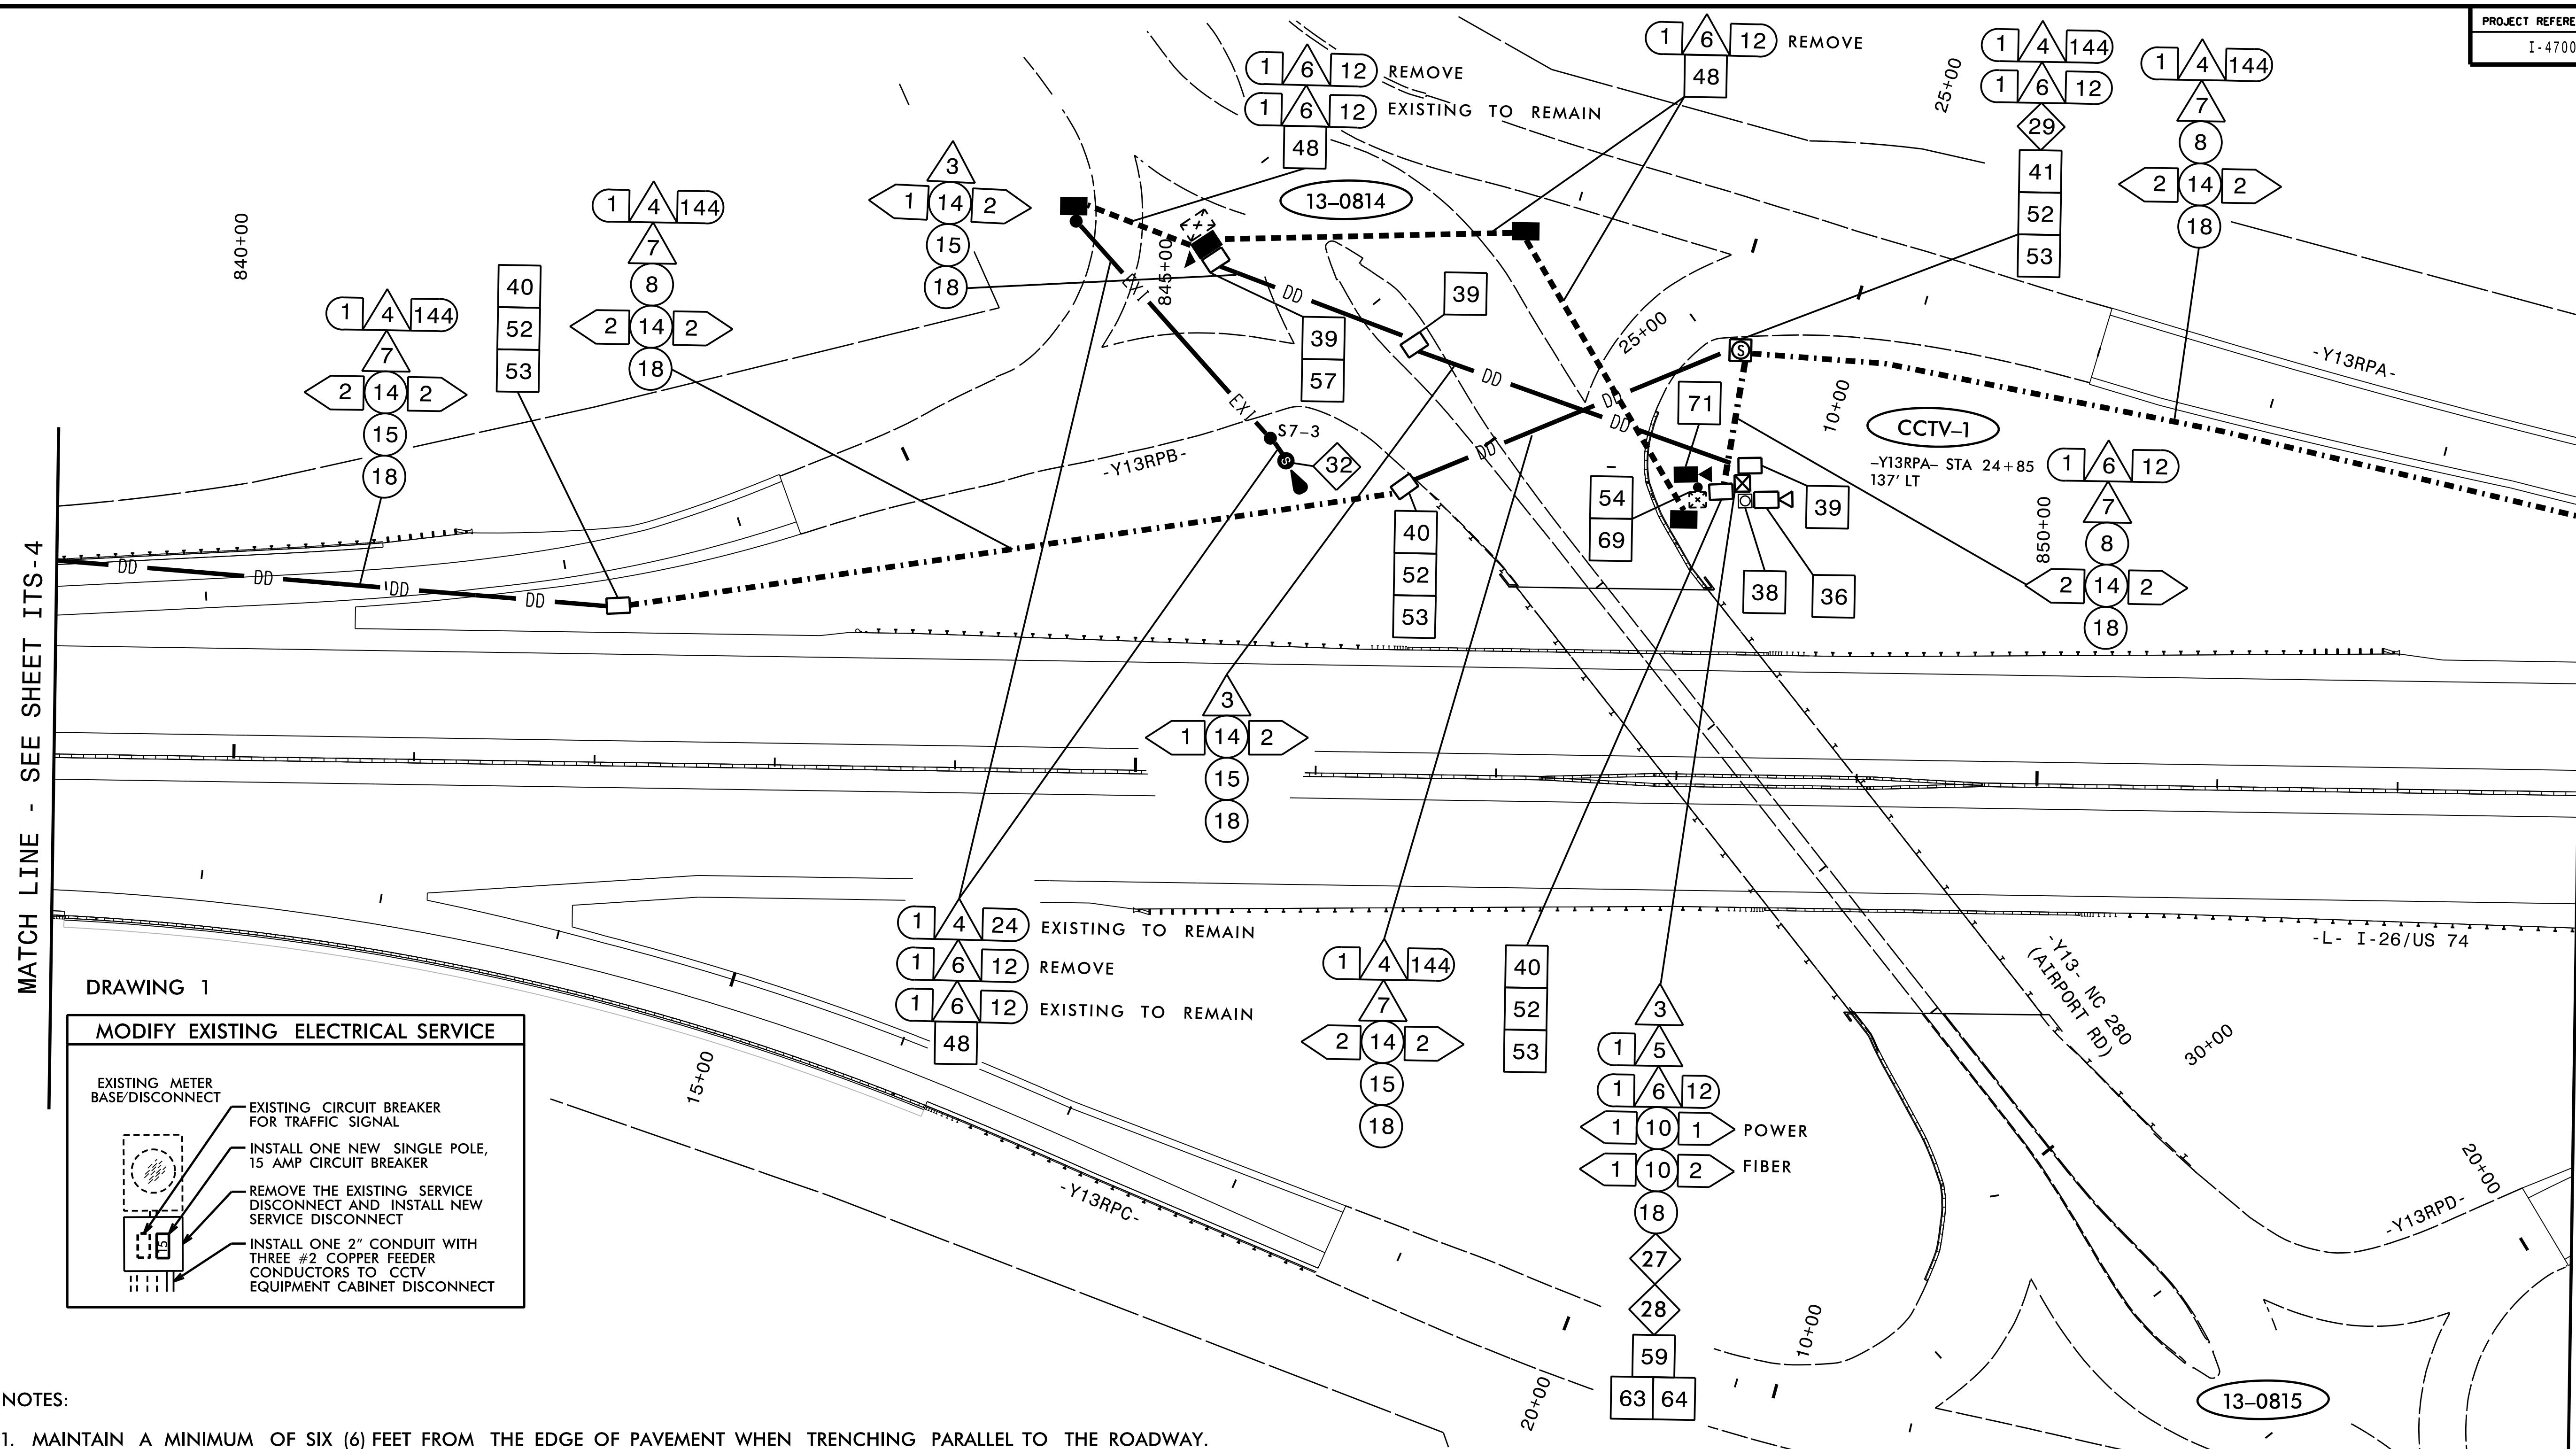 PROJECT REFERE
I-4700
1 6 12 REMOVE
48
1 6 12 REMOVE
1 6 12 EXISTING TO REMAIN
48
13-0814
25+00
1 4 144
1 6 12
29
41
52
53
1 4 144
7
8
2 14 2
18
3
1 14 2
15
18
1 4 144
7
8
2 14 2
18
840+00
845+00
40
52
53
1 4 144
7
2 14 2
15
18
DD
DD
DD
DD
EXI
EXI
S7-3
32
DD
DD
DD
DD
DD
39
39
57
25+00
S
71
10+00
-Y13RPA-
CCTV-1
-Y13RPA- STA 24+85
137' LT
1 6 12
7
8
2 14 2
18
850+00
-Y13RPB-
40
52
53
54
69
39
38
36
MATCH LINE - SEE SHEET ITS-4
3
1 14 2
15
18
1 4 24 EXISTING TO REMAIN
1 6 12 REMOVE
1 6 12 EXISTING TO REMAIN
48
1 4 144
7
2 14 2
15
18
40
52
53
3
1 5
1 6 12
1 10 1 POWER
1 10 2 FIBER
18
27
28
59
63 64
-L- I-26/US 74
-Y13- NC 280
(AIRPORT RD)
30+00
20+00
-Y13RPD-
15+00
-Y13RPC-
20+00
10+00
13-0815
DRAWING 1
MODIFY EXISTING ELECTRICAL SERVICE
EXISTING METER
BASE/DISCONNECT
EXISTING CIRCUIT BREAKER
FOR TRAFFIC SIGNAL
INSTALL ONE NEW SINGLE POLE,
15 AMP CIRCUIT BREAKER
REMOVE THE EXISTING SERVICE
DISCONNECT AND INSTALL NEW
SERVICE DISCONNECT
15
INSTALL ONE 2" CONDUIT WITH
THREE #2 COPPER FEEDER
CONDUCTORS TO CCTV
EQUIPMENT CABINET DISCONNECT
NOTES:
1. MAINTAIN A MINIMUM OF SIX (6) FEET FROM THE EDGE OF PAVEMENT WHEN TRENCHING PARALLEL TO THE ROADWAY.